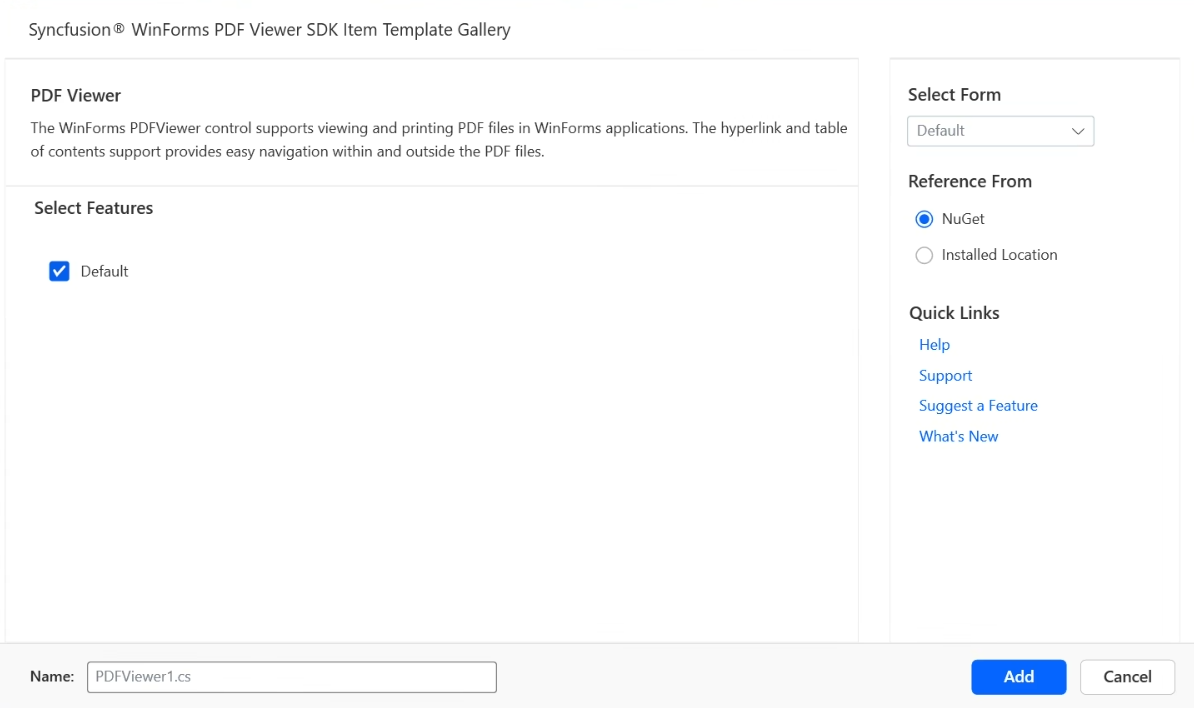 Syncfusion® WinForms PDF Viewer SDK Item Template Gallery
PDF Viewer
The WinForms PDFViewer control supports viewing and printing PDF files in WinForms applications. The hyperlink and table
of contents support provides easy navigation within and outside the PDF files.
Select Features
Default
Select Form
Default
Reference From
NuGet
Installed Location
Quick Links
Help
Support
Suggest a Feature
What's New
Name: PDFViewer1.cs
Add Cancel